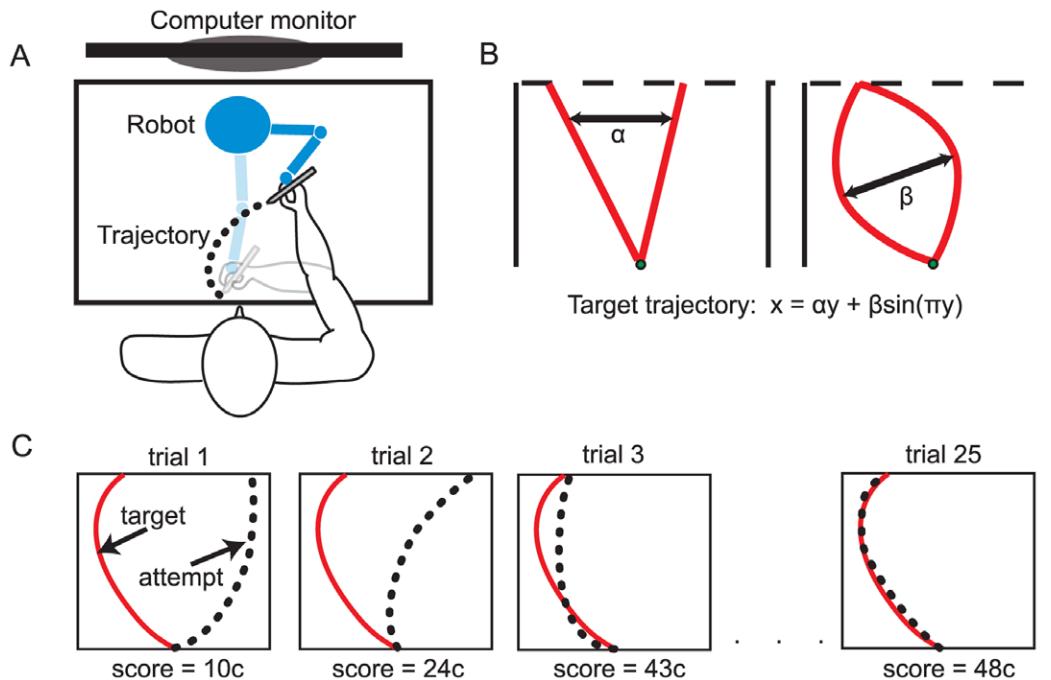 A
Computer monitor
Robot
Trajectory
B
α
β
Target trajectory: x = αy + βsin(πy)
C
trial 1
trial 2
trial 3
trial 25
target
attempt
. . .
score = 10c
score = 24c
score = 43c
score = 48c